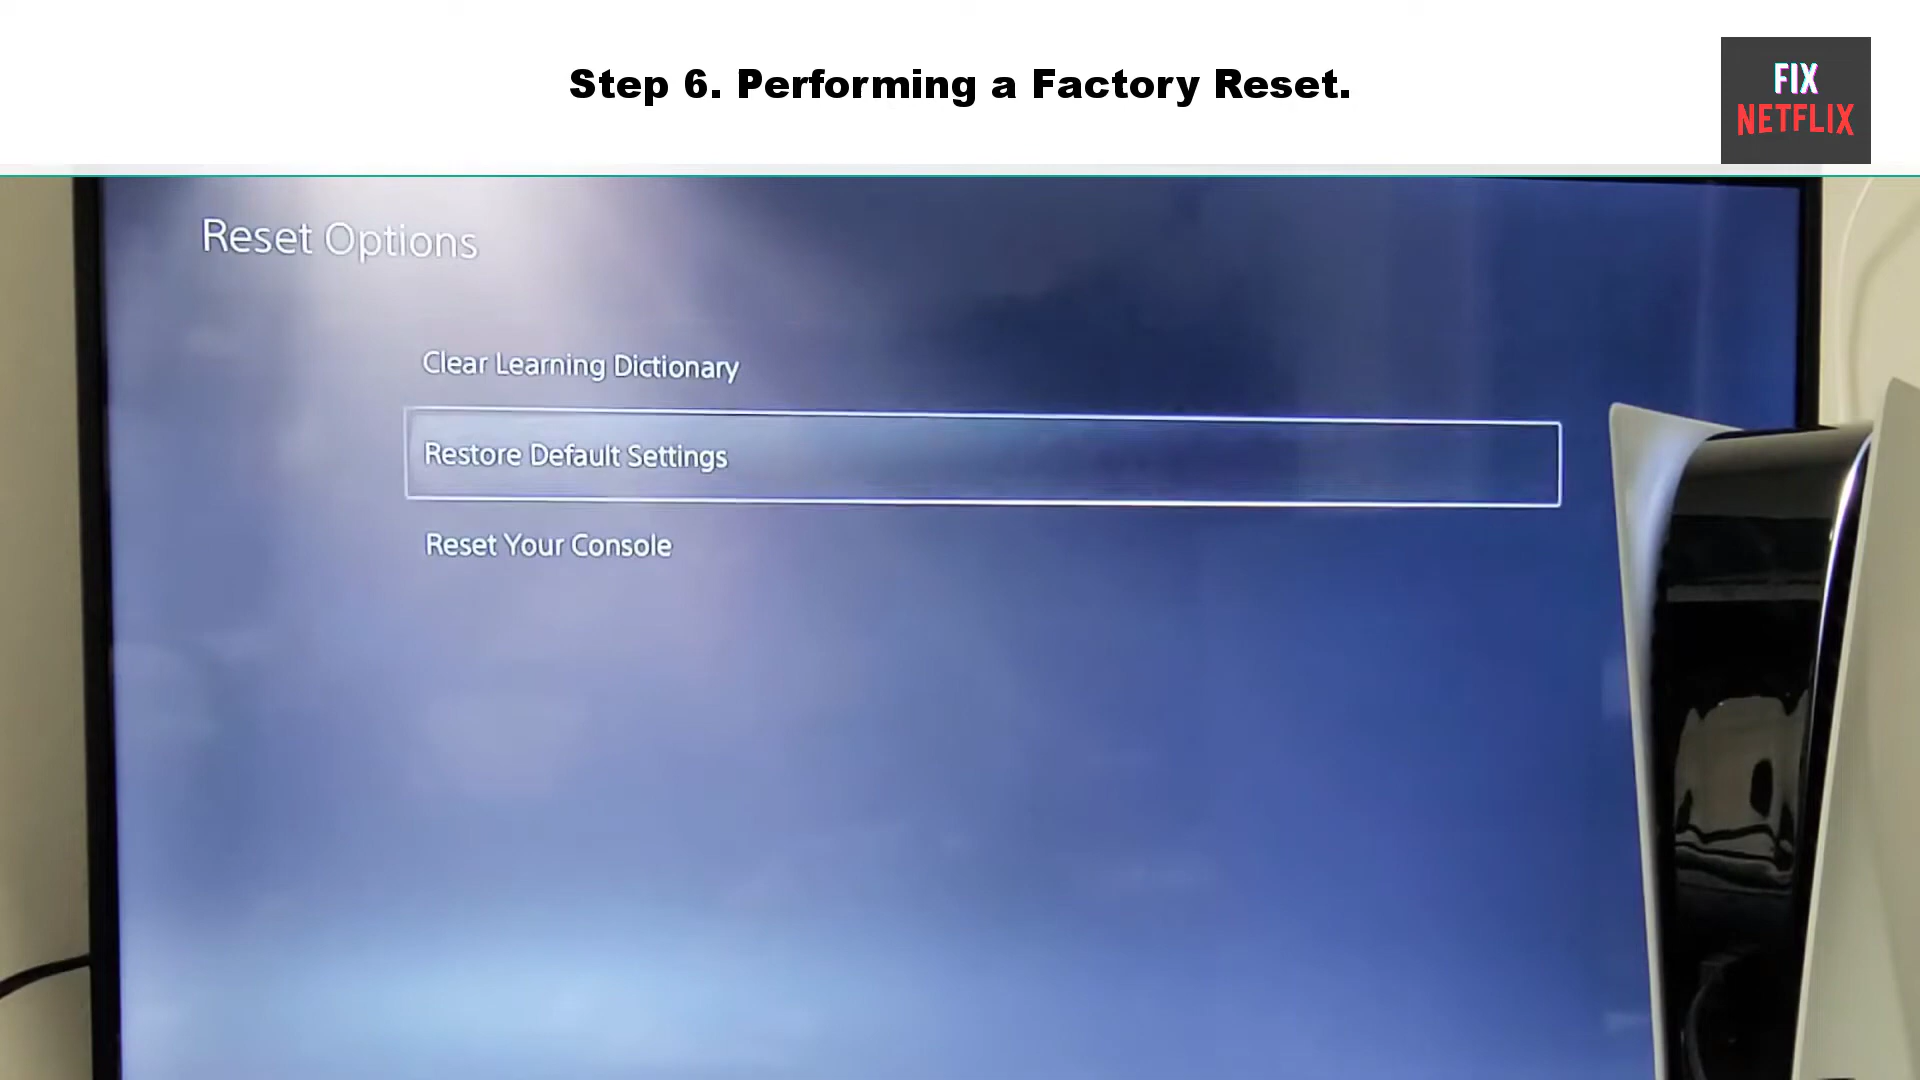 Step 6. Performing a Factory Reset.
FIX
NETFLIX
Reset Options
Clear Learning Dictionary
Restore Default Settings
Reset Your Console